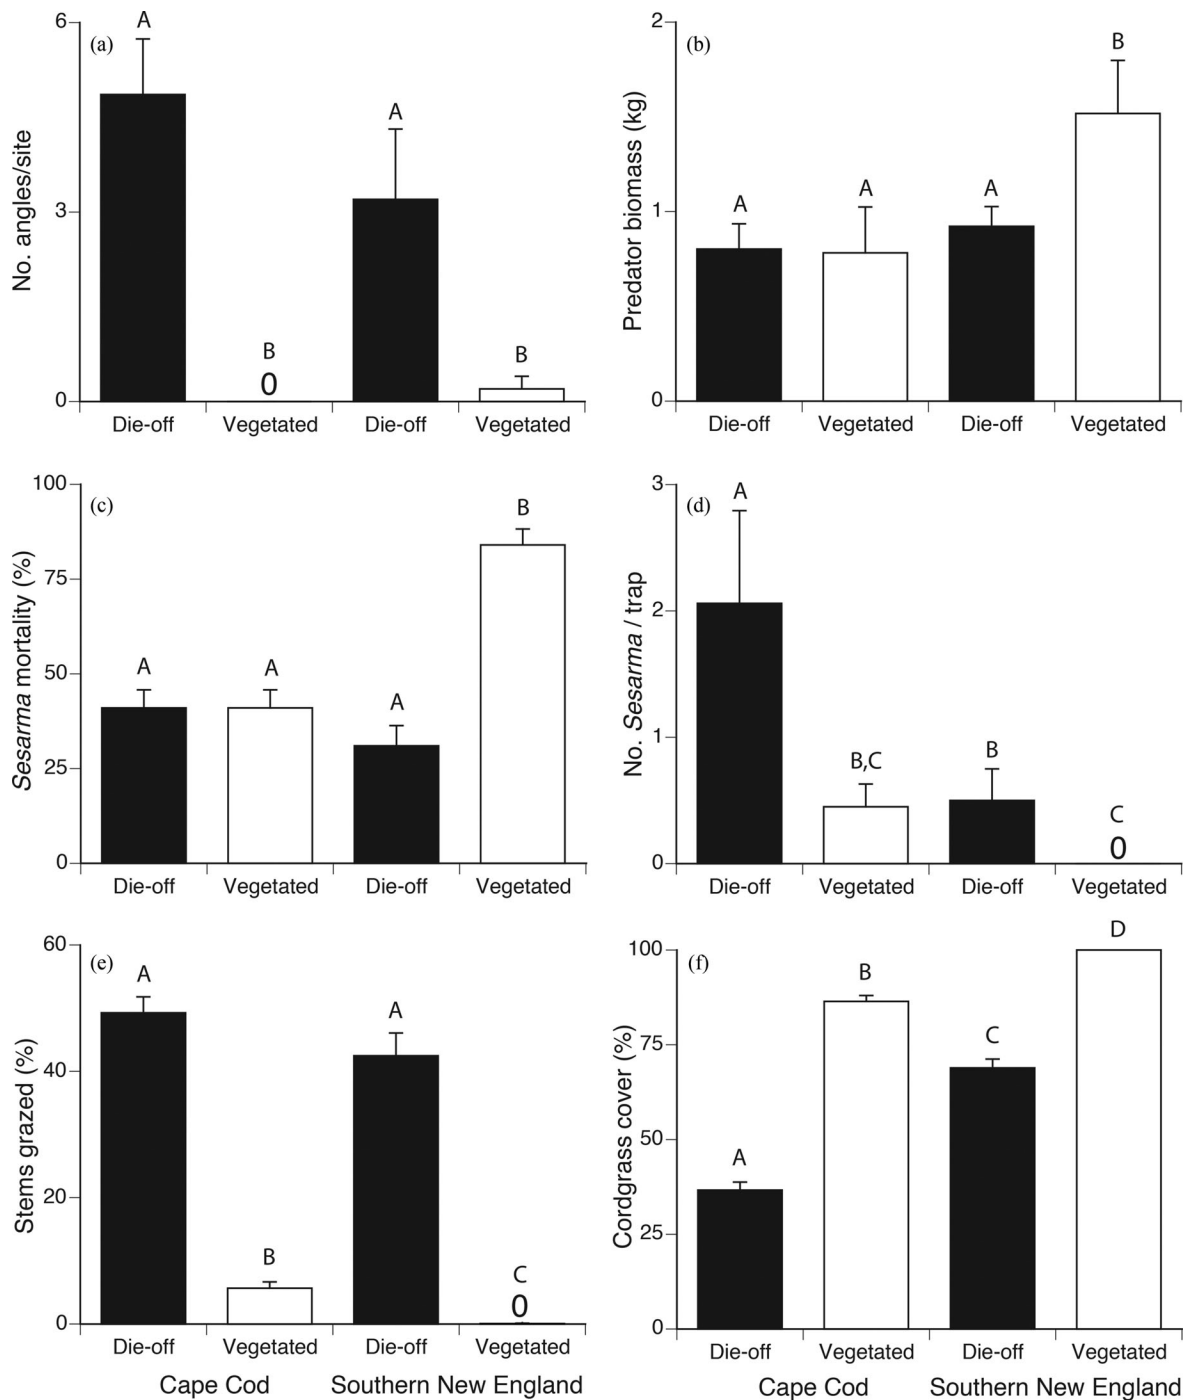 (a)
No. angles/site
6
3
0
A
B
0
A
B
Die-off
Vegetated
Die-off
Vegetated
(b)
Predator biomass (kg)
2
1
0
A
A
A
B
Die-off
Vegetated
Die-off
Vegetated
(c)
Sesarma mortality (%)
100
75
50
25
0
A
A
A
B
Die-off
Vegetated
Die-off
Vegetated
(d)
No. Sesarma / trap
3
2
1
0
A
B,C
B
C
0
Die-off
Vegetated
Die-off
Vegetated
(e)
Stems grazed (%)
60
40
20
0
A
B
A
C
0
Die-off
Vegetated
Die-off
Vegetated
Cape Cod
Southern New England
(f)
Cordgrass cover (%)
100
75
50
25
0
A
B
C
D
Die-off
Vegetated
Die-off
Vegetated
Cape Cod
Southern New England